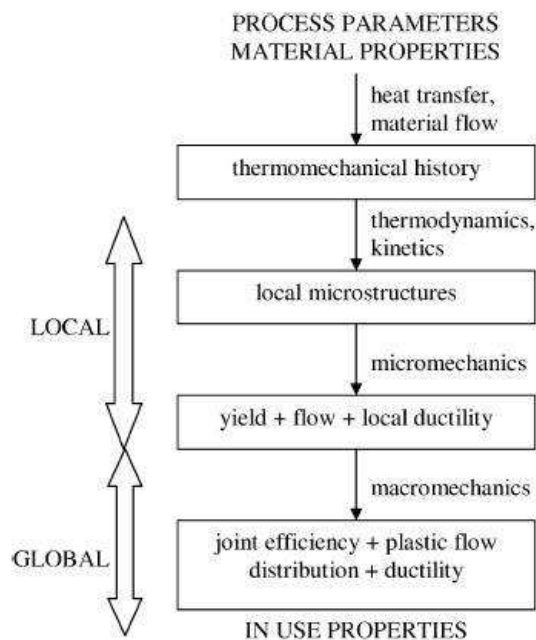 PROCESS PARAMETERS
MATERIAL PROPERTIES
heat transfer,
material flow
thermomechanical history
thermodynamics,
kinetics
local microstructures
LOCAL
micromechanics
yield + flow + local ductility
macromechanics
joint efficiency + plastic flow
distribution + ductility
GLOBAL
IN USE PROPERTIES